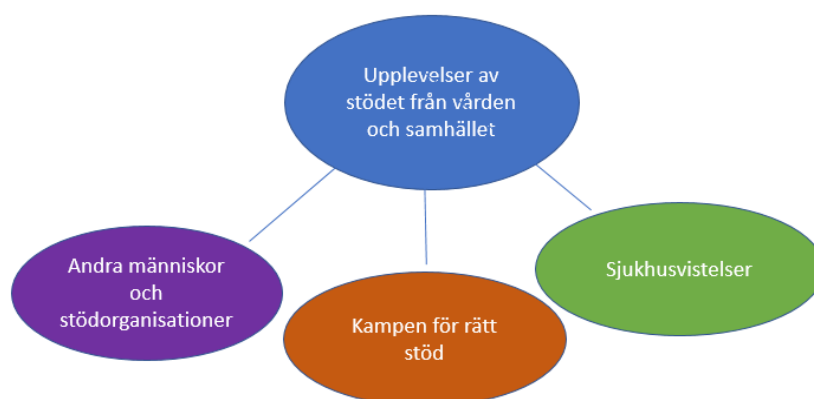 Upplevelser av
stödet från vården
och samhället
Andra människor
och
stödorganisationer
Kampen för rätt
stöd
Sjukhusvistelser